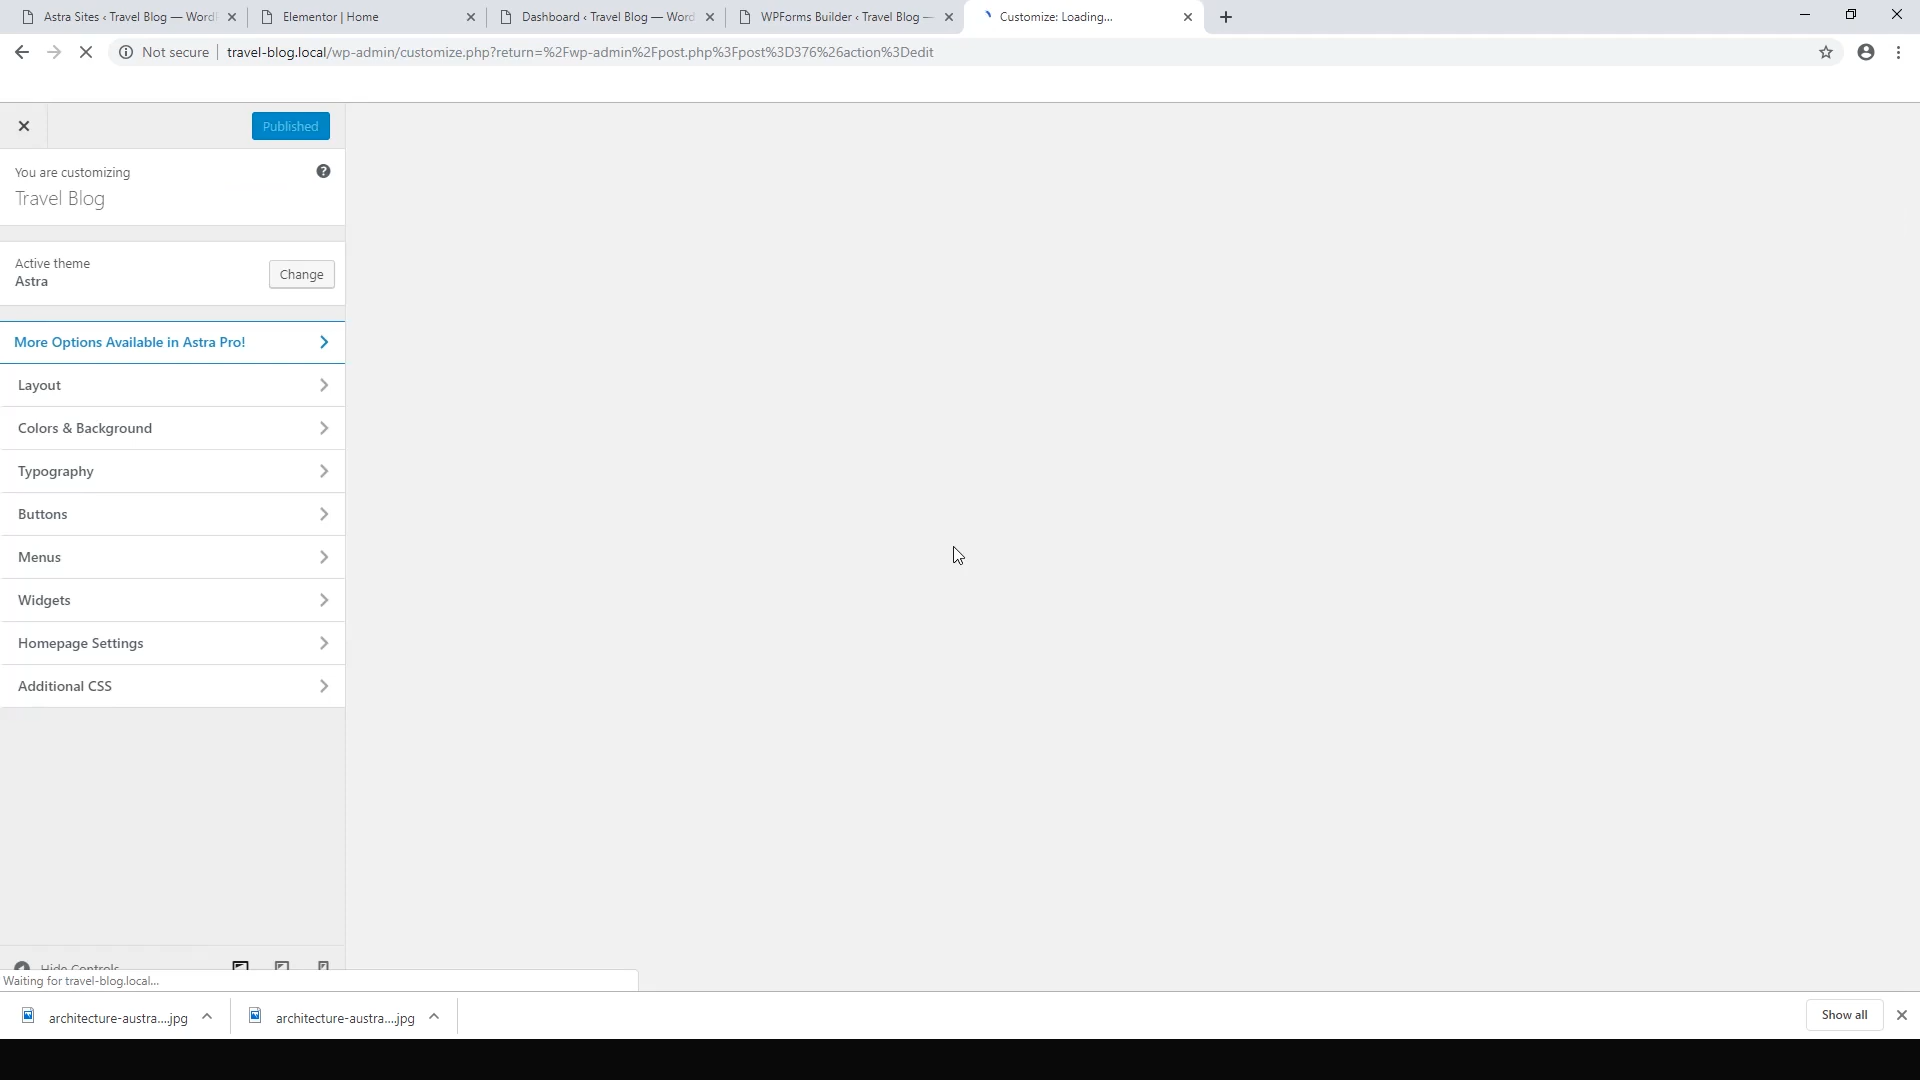 Astra Sites ‹ Travel Blog — Word
Elementor | Home
Dashboard ‹ Travel Blog — Word
WPForms Builder ‹ Travel Blog —
Customize: Loading...
Not secure
travel-blog.local/wp-admin/customize.php?return=%2Fwp-admin%2Fpost.php%3Fpost%3D376%26action%3Dedit
Published
You are customizing
Travel Blog
Active theme
Astra
Change
More Options Available in Astra Pro!
Layout
Colors & Background
Typography
Buttons
Menus
Widgets
Homepage Settings
Additional CSS
Hide Controls
Waiting for travel-blog.local...
architecture-austra....jpg
architecture-austra....jpg
Show all